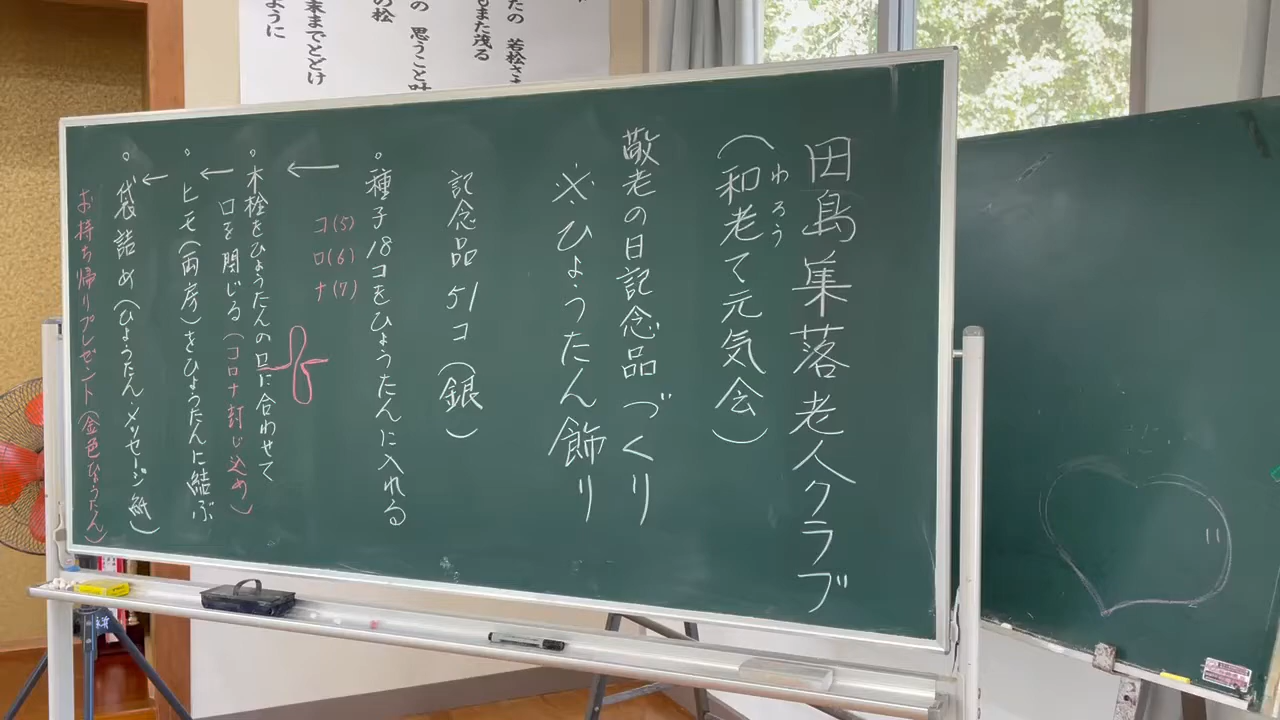 田島集落老人クラブ
わろう
(和老て元気会)
敬老の日記念品づくり
※ひょうたん飾り
記念品51コ(銀)
。種子18コをひょうたんに入れる
コ(5)
ロ(6)
ナ(7)
←
。木栓をひょうたんの口に合わせて
口を閉じる(コロナ封じ込め)
←
。ヒモ(両房)をひょうたんに結ぶ
←
。袋詰め(ひょうたん、メッセージ紙)
お持ち帰りプレゼント(金色ひょうたん)
たの 若松さま
もまた茂る
の 思うこと叶
の松
末までとどけ
ように